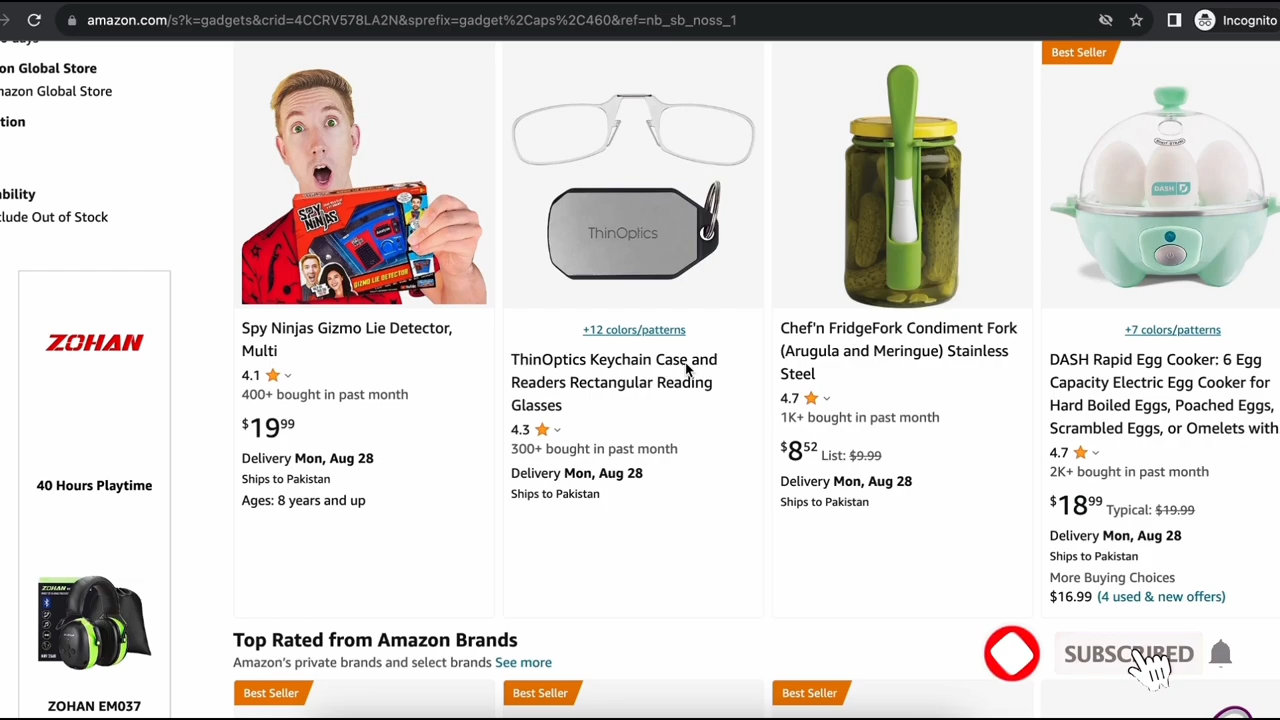 amazon.com/s?k=gadgets&crid=4CCRV578LA2N&sprefix=gadget%2Caps%2C460&ref=nb_sb_noss_1
Incognito
on Global Store
mazon Global Store
tion
ability
clude Out of Stock
ZOHAN
40 Hours Playtime
ZOHAN
ZOHAN EM037
SPY
NINJAS
GIZMO LIE DETECTOR
Spy Ninjas Gizmo Lie Detector,
Multi
4.1
400+ bought in past month
$19 99
Delivery Mon, Aug 28
Ships to Pakistan
Ages: 8 years and up
ThinOptics
+12 colors/patterns
ThinOptics Keychain Case and
Readers Rectangular Reading
Glasses
4.3
300+ bought in past month
Delivery Mon, Aug 28
Ships to Pakistan
Chef'n FridgeFork Condiment Fork
(Arugula and Meringue) Stainless
Steel
4.7
1K+ bought in past month
$8 52 List: $9.99
Delivery Mon, Aug 28
Ships to Pakistan
Best Seller
DASH
+7 colors/patterns
DASH Rapid Egg Cooker: 6 Egg
Capacity Electric Egg Cooker for
Hard Boiled Eggs, Poached Eggs,
Scrambled Eggs, or Omelets with
4.7
2K+ bought in past month
$18 99 Typical: $19.99
Delivery Mon, Aug 28
Ships to Pakistan
More Buying Choices
$16.99 (4 used & new offers)
Top Rated from Amazon Brands
Amazon's private brands and select brands See more
SUBSCRIBED
Best Seller
Best Seller
Best Seller